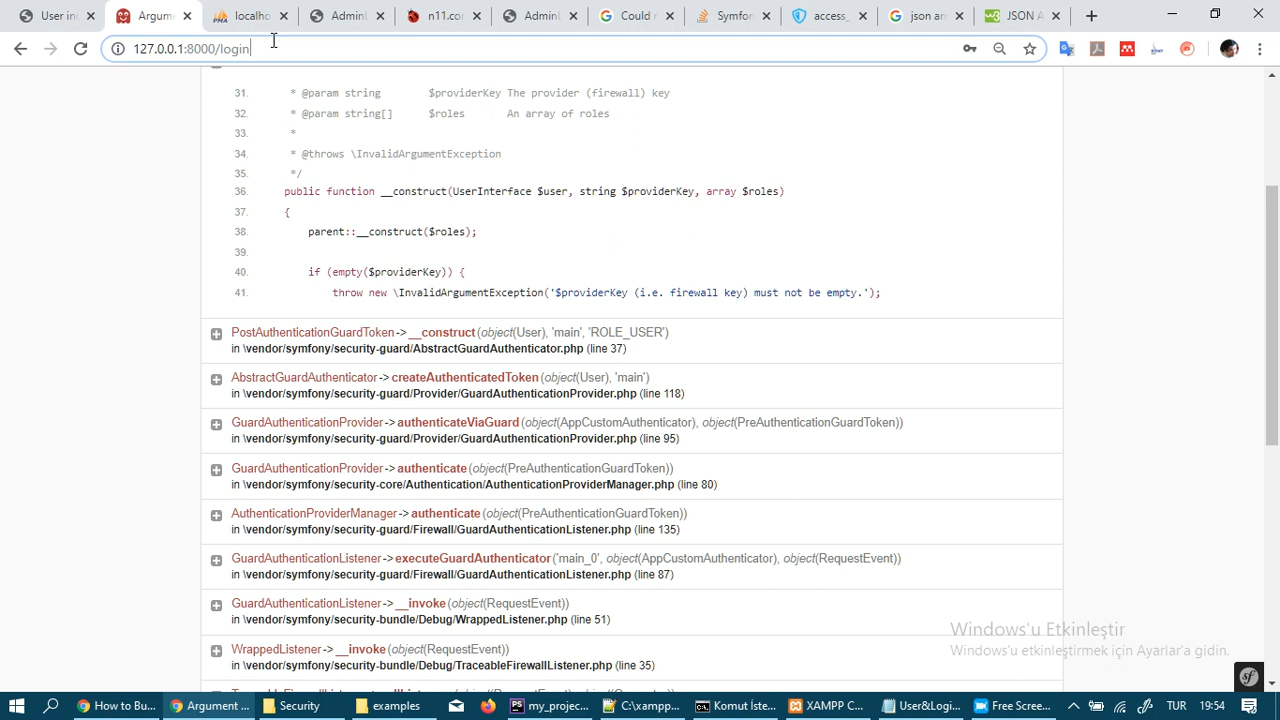 User in
Argume
localho
AdminL
n11.co
AdminL
Could n
Symfon
access_
json arr
JSON A
127.0.0.1:8000/login
31. * @param string $providerKey The provider (firewall) key
32. * @param string[] $roles An array of roles
33. *
34. * @throws \InvalidArgumentException
35. */
36. public function __construct(UserInterface $user, string $providerKey, array $roles)
37. {
38. parent::__construct($roles);
39.
40. if (empty($providerKey)) {
41. throw new \InvalidArgumentException('$providerKey (i.e. firewall key) must not be empty.');
PostAuthenticationGuardToken->__construct(object(User), 'main', 'ROLE_USER')
in \vendor/symfony/security-guard/AbstractGuardAuthenticator.php (line 37)
AbstractGuardAuthenticator->createAuthenticatedToken(object(User), 'main')
in \vendor/symfony/security-guard/Provider/GuardAuthenticationProvider.php (line 118)
GuardAuthenticationProvider->authenticateViaGuard(object(AppCustomAuthenticator), object(PreAuthenticationGuardToken))
in \vendor/symfony/security-guard/Provider/GuardAuthenticationProvider.php (line 95)
GuardAuthenticationProvider->authenticate(object(PreAuthenticationGuardToken))
in \vendor/symfony/security-core/Authentication/AuthenticationProviderManager.php (line 80)
AuthenticationProviderManager->authenticate(object(PreAuthenticationGuardToken))
in \vendor/symfony/security-guard/Firewall/GuardAuthenticationListener.php (line 135)
GuardAuthenticationListener->executeGuardAuthenticator('main_0', object(AppCustomAuthenticator), object(RequestEvent))
in \vendor/symfony/security-guard/Firewall/GuardAuthenticationListener.php (line 87)
GuardAuthenticationListener->__invoke(object(RequestEvent))
in \vendor/symfony/security-bundle/Debug/WrappedListener.php (line 51)
WrappedListener->__invoke(object(RequestEvent))
in \vendor/symfony/security-bundle/Debug/TraceableFirewallListener.php (line 35)
Windows'u Etkinleştir
Windows'u etkinleştirmek için Ayarlar'a gidin.
How to Bu...
Argument ...
Security
examples
my_projec...
C:\xampp...
Komut İste...
XAMPP C...
User&Logi...
Free Scree...
TUR
19:54